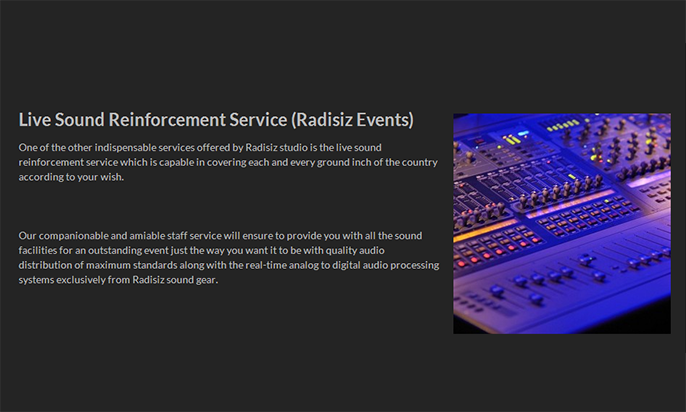 Live Sound Reinforcement Service (Radisiz Events)
One of the other indispensable services offered by Radisiz studio is the live sound
reinforcement service which is capable in covering each and every ground inch of the country
according to your wish.
Our companionable and amiable staff service will ensure to provide you with all the sound
facilities for an outstanding event just the way you want it to be with quality audio
distribution of maximum standards along with the real-time analog to digital audio processing
systems exclusively from Radisiz sound gear.